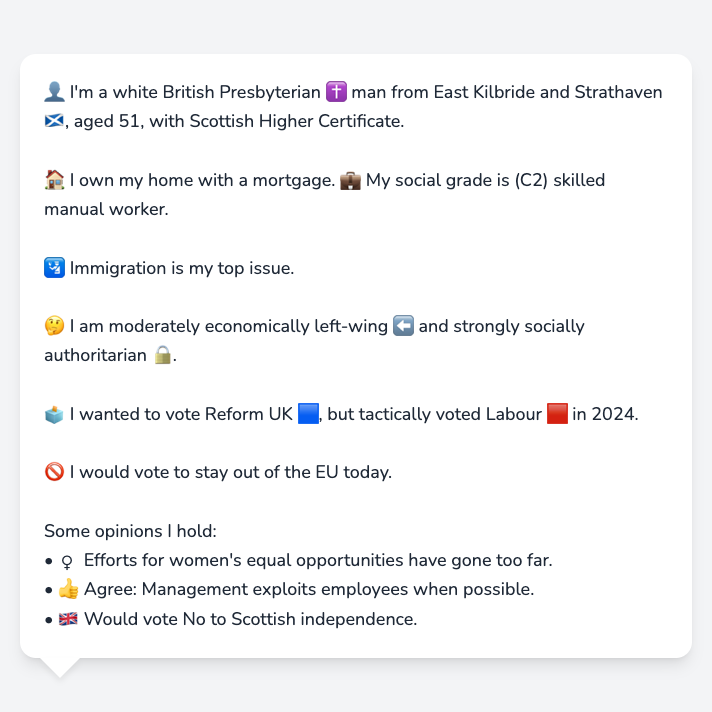 👤 I'm a white British Presbyterian ✝️ man from East Kilbride and Strathaven
🏴󠁧󠁢󠁳󠁣󠁴󠁿, aged 51, with Scottish Higher Certificate.
🏠 I own my home with a mortgage. 💼 My social grade is (C2) skilled
manual worker.
🛂 Immigration is my top issue.
🤔 I am moderately economically left-wing ⬅️ and strongly socially
authoritarian 🔒.
🗳️ I wanted to vote Reform UK 🟦, but tactically voted Labour 🟥 in 2024.
🚫 I would vote to stay out of the EU today.
Some opinions I hold:
• ♀️ Efforts for women's equal opportunities have gone too far.
• 👍 Agree: Management exploits employees when possible.
• 🇬🇧 Would vote No to Scottish independence.